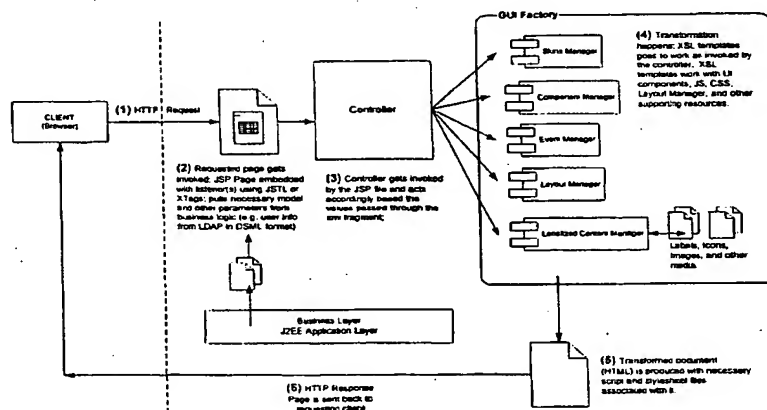 GUI Factory
(4) Transformation
happens: XSL templates
goes to work as invoked by
the controller. XSL
templates work with UI
components, JS, CSS,
Layout Manager, and other
supporting resources.
Skins Manager
Component Manager
Event Manager
Layout Manager
Localized Content Manager
Labels, Icons,
Images, and other
media.
CLIENT
(Browser)
(1) HTTP Request
Controller
(2) Requested page gets
invoked; JSP Page embedded
with listener(s) using JSTL or
XTags; pulls necessary model
and other parameters from
business logic (e.g. user info
from LDAP in DSML format)
(3) Controller gets invoked
by the JSP file and acts
accordingly based the
values passed through the
xml fragment;
Business Layer
J2EE Application Layer
(5) Transformed document
(HTML) is produced with necessary
script and stylesheet files
associated with it.
HTTP Response
Page is sent back to
requesting client